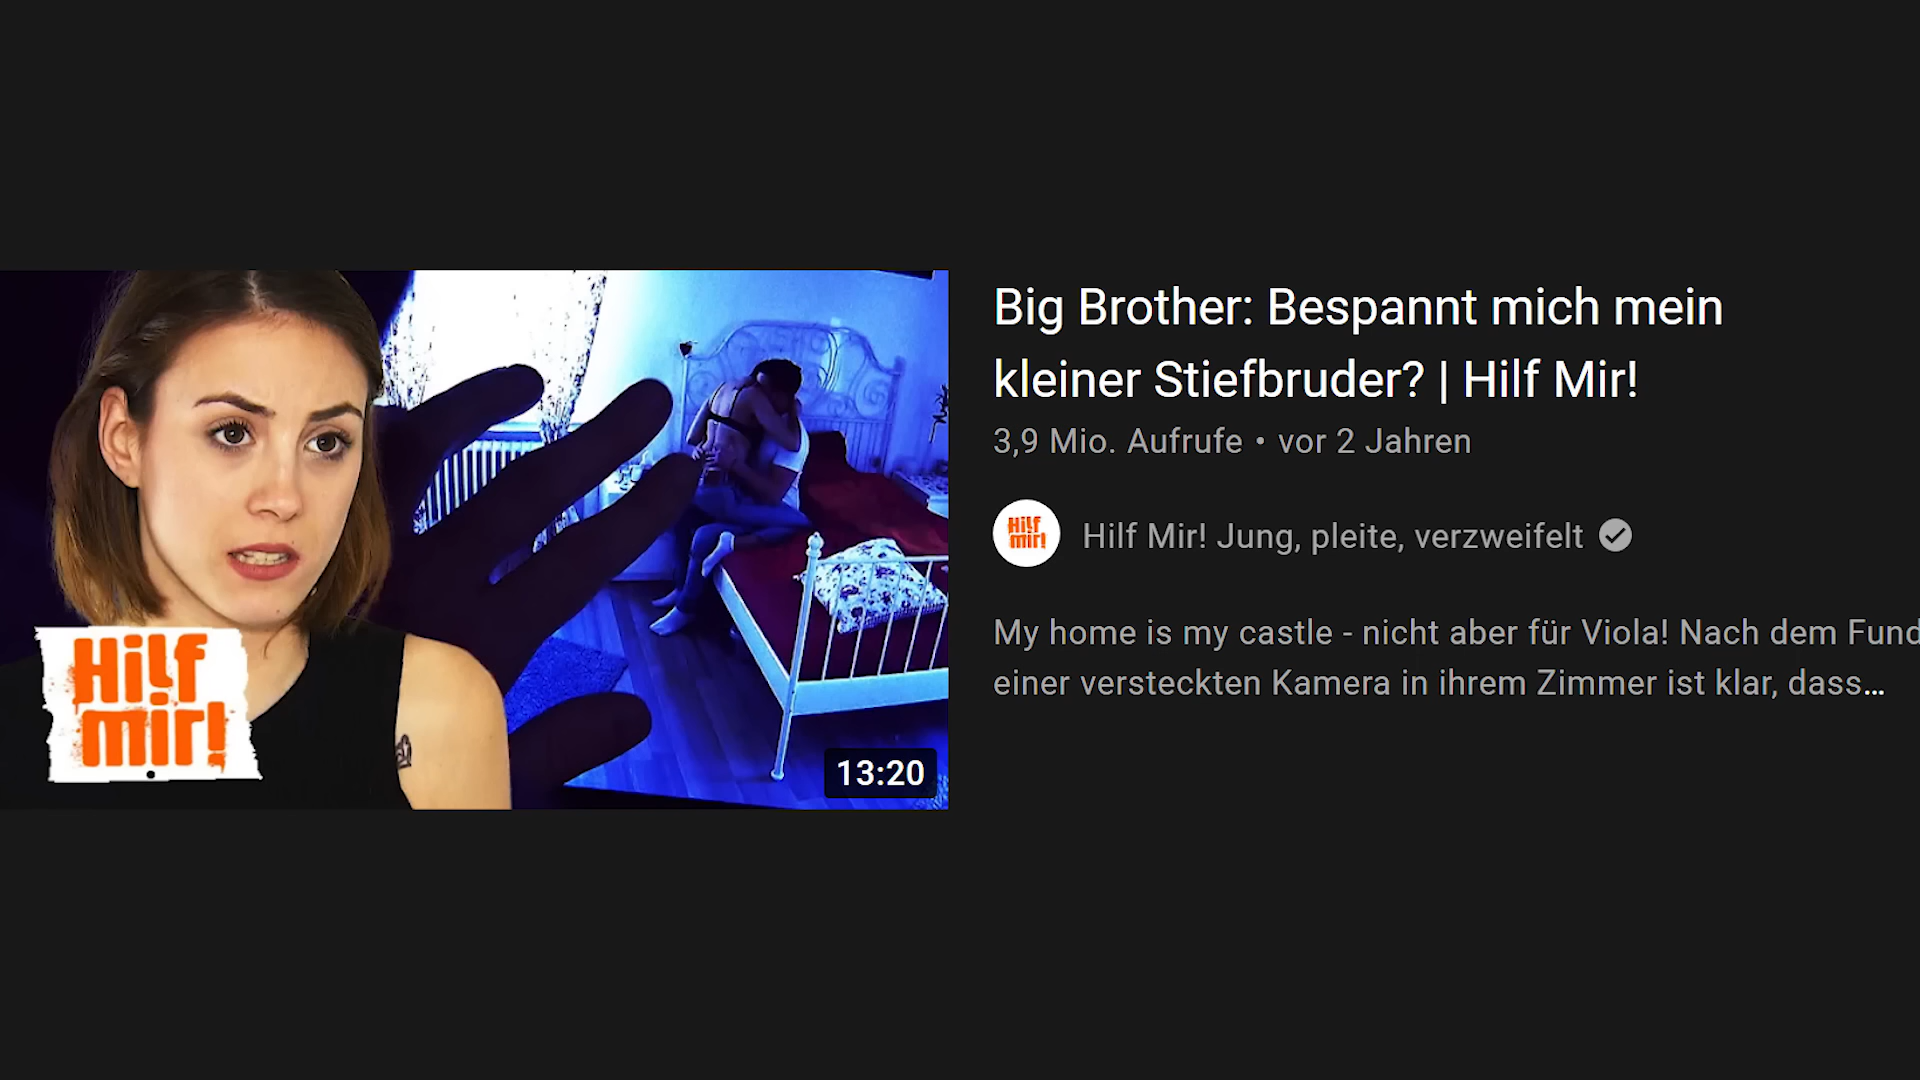 Big Brother: Bespannt mich mein
kleiner Stiefbruder? | Hilf Mir!
3,9 Mio. Aufrufe • vor 2 Jahren
Hilf
mir!
Hilf Mir! Jung, pleite, verzweifelt
My home is my castle - nicht aber für Viola! Nach dem Fund
einer versteckten Kamera in ihrem Zimmer ist klar, dass...
Hilf
mir!
13:20